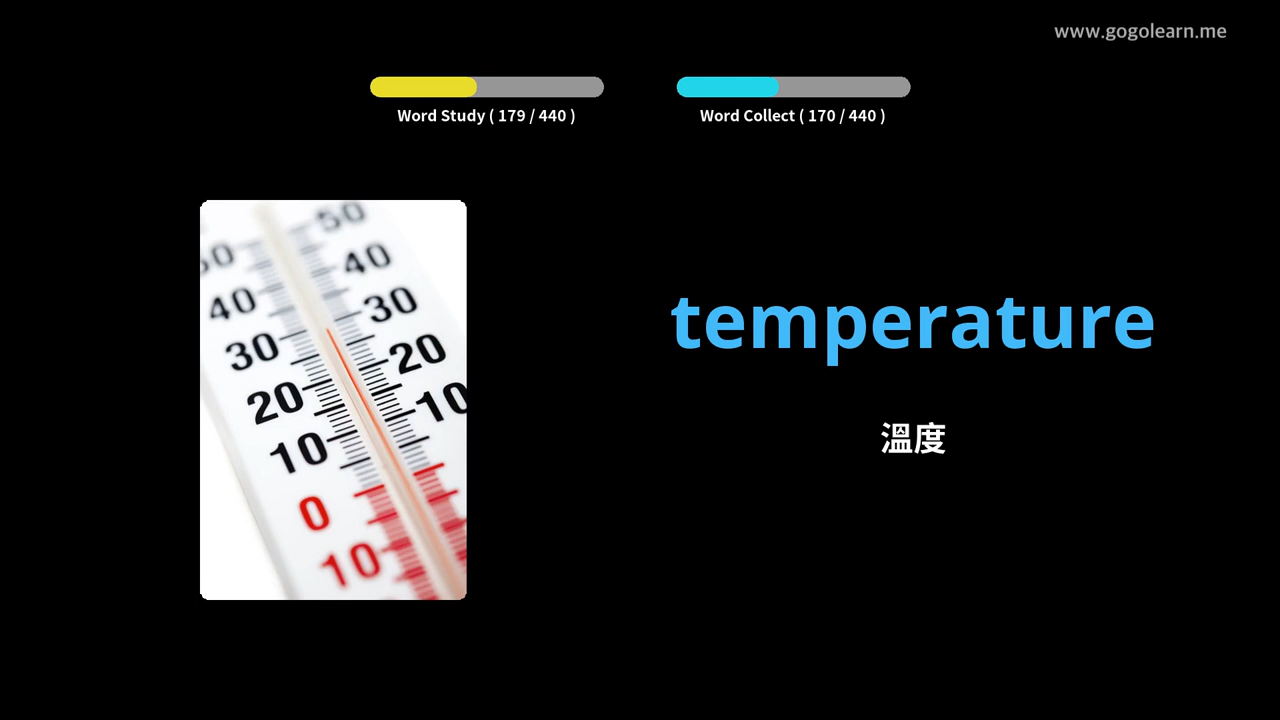 www.gogolearn.me
Word Study ( 179 / 440 )
Word Collect ( 170 / 440 )
50
40
30
20
10
0
10
50
40
30
20
10
temperature
溫度